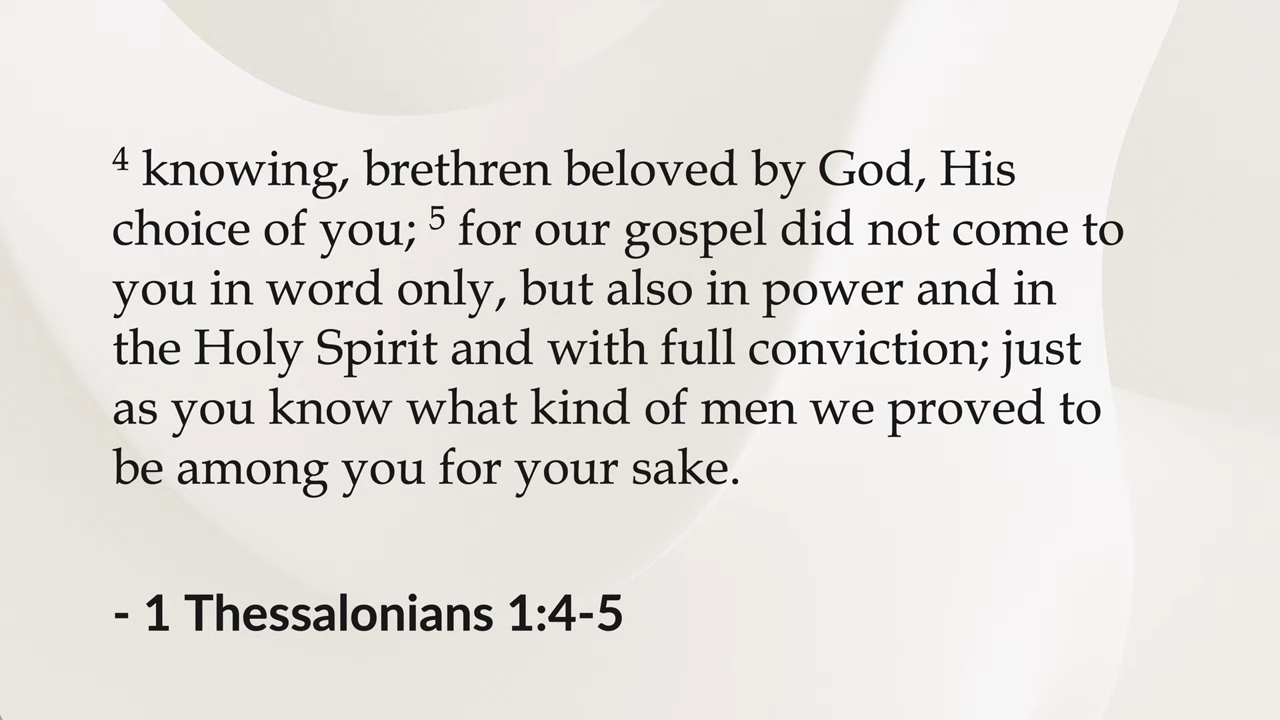 4 knowing, brethren beloved by God, His
choice of you; 5 for our gospel did not come to
you in word only, but also in power and in
the Holy Spirit and with full conviction; just
as you know what kind of men we proved to
be among you for your sake.
- 1 Thessalonians 1:4-5